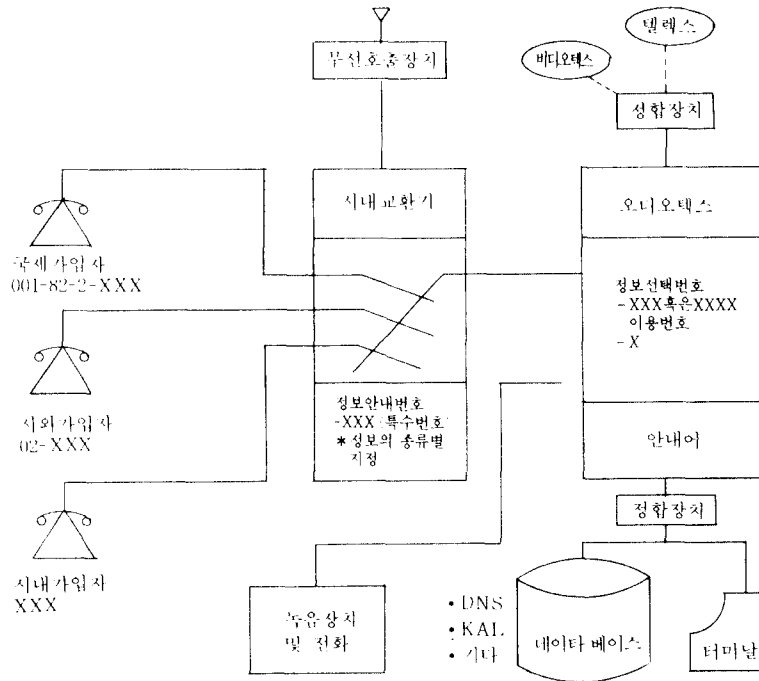 텔렉스
비디오텍스
무선호출장치
정합장치
시내교환기
오디오텍스
국제가입자
001-82-2-XXX
정보선택번호
-XXX혹은XXXX
이용번호
-X
시외가입자
02-XXX
정보안내번호
-XXX 특수번호
*정보의 종류별
지정
안내어
정합장치
시내가입자
XXX
녹음장치
및 전화
• DNS
• KAL
• 기타
데이타 베이스
터미날